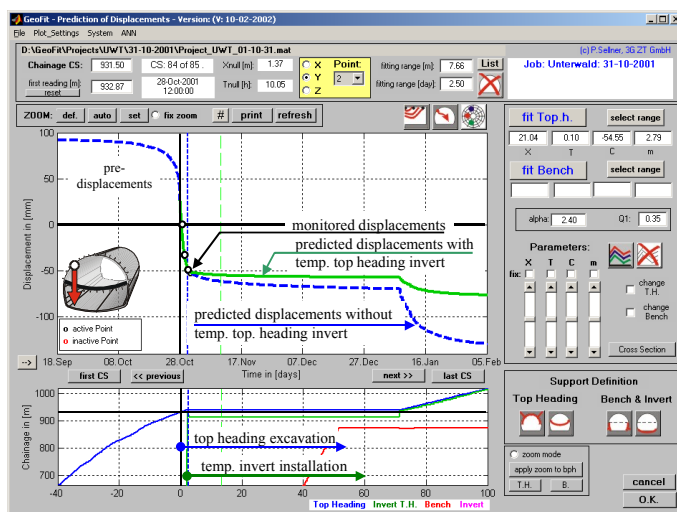 GeoFit - Prediction of Displacements - Version: (V: 10-02-2002)
File Plot_Settings System ANN
D:\GeoFit\Projects\UWT\31-10-2001\Project_UWT_01-10-31.mat
(c) P.Sellner, 3G ZT GmbH
Chainage CS: 931.50 CS: 84 of 85 . Xnull [m]: 1.37 X Point: fitting range [m]: 7.66 List
Job: Unterwald: 31-10-2001
Y 2
first reading [m]: 932.87 28-Oct-2001 12:00:00 Tnull [h]: 10.05 Z fitting range [day]: 2.50
reset
ZOOM: def. auto set fix zoom # print refresh
fit Top.h. select range
21.04 0.10 -54.55 2.79
X T C m
fit Bench select range
alpha: 2.40 Q1: 0.35
Parameters:
X T C m
fix:
change T.H.
change Bench
Cross Section
Displacement in [mm]
100
50
0
-50
-100
pre-
displacements
monitored displacements
predicted displacements with
temp. top heading invert
predicted displacements without
temp. top. heading invert
o active Point
o inactive Point
--> 18.Sep 08.Oct 28.Oct 17.Nov 07.Dec 27.Dec 16.Jan 05.Feb
first CS << previous Time in [days] next >> last CS
Chainage in [m]
1000
900
800
700
top heading excavation
temp. invert installation
-40 -20 0 20 40 60 80 100
Top Heading Invert T.H. Bench Invert
Support Definition
Top Heading Bench & Invert
zoom mode
apply zoom to bph
T.H. B.
cancel
O.K.